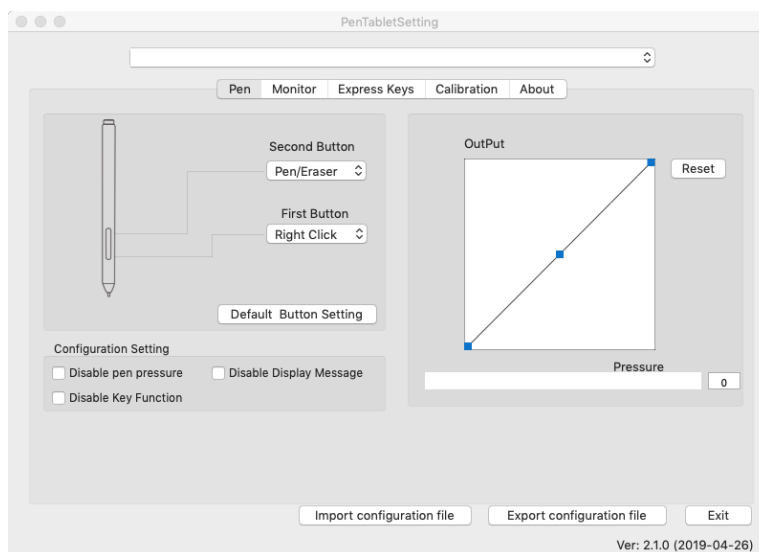 PenTabletSetting
Pen Monitor Express Keys Calibration About
Second Button
Pen/Eraser
First Button
Right Click
Default Button Setting
Configuration Setting
Disable pen pressure Disable Display Message
Disable Key Function
OutPut
Reset
Pressure
0
Import configuration file Export configuration file Exit
Ver: 2.1.0 (2019-04-26)